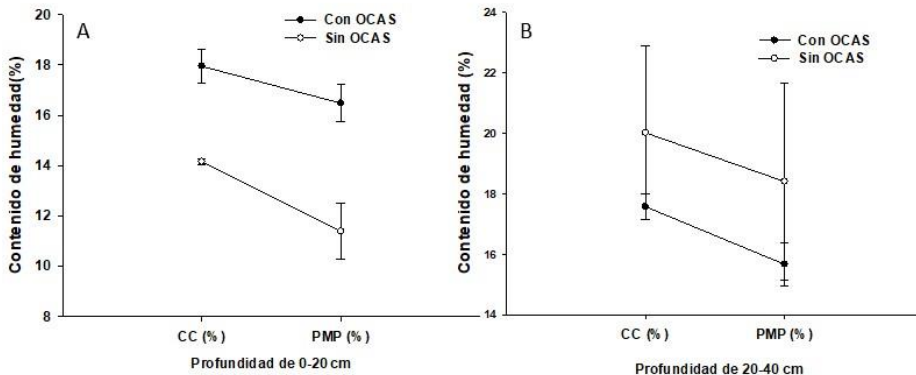 A
Con OCAS
Sin OCAS
Contenido de humedad(%)
20
18
16
14
12
10
8
CC (%)
PMP (%)
Profundidad de 0-20 cm
B
Con OCAS
Sin OCAS
Contenido de humedad (%)
24
22
20
18
16
14
CC (%)
PMP (%)
Profundidad de 20-40 cm